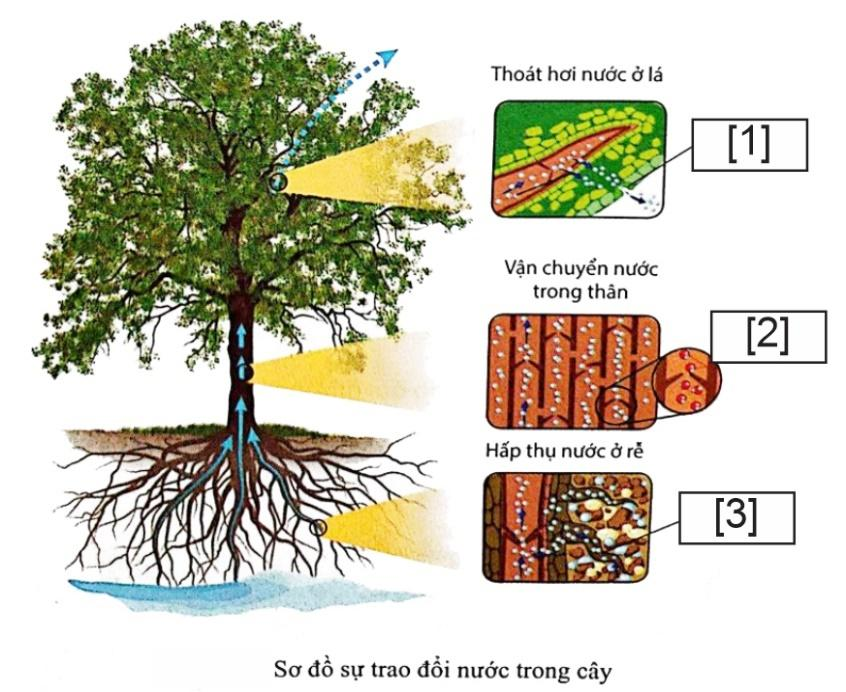 Thoát hơi nước ở lá
[1]
Vận chuyển nước
trong thân
[2]
Hấp thụ nước ở rễ
[3]
Sơ đồ sự trao đổi nước trong cây